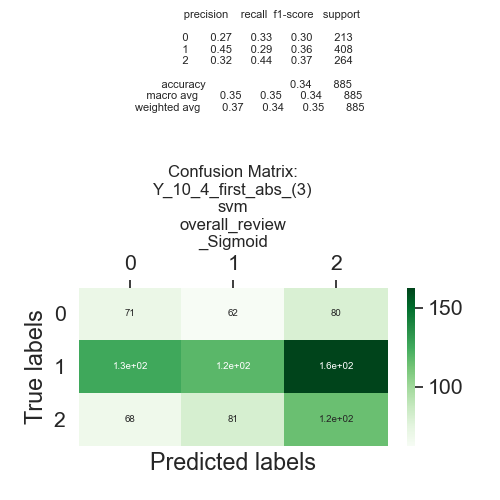 precision recall f1-score support
0 0.27 0.33 0.30 213
1 0.45 0.29 0.36 408
2 0.32 0.44 0.37 264
accuracy 0.34 885
macro avg 0.35 0.35 0.34 885
weighted avg 0.37 0.34 0.35 885
Confusion Matrix:
Y_10_4_first_abs_(3)
svm
overall_review
_Sigmoid
0 1 2
0 71 62 80
150
1 1.3e+02 1.2e+02 1.6e+02
100
2 68 81 1.2e+02
True labels
Predicted labels